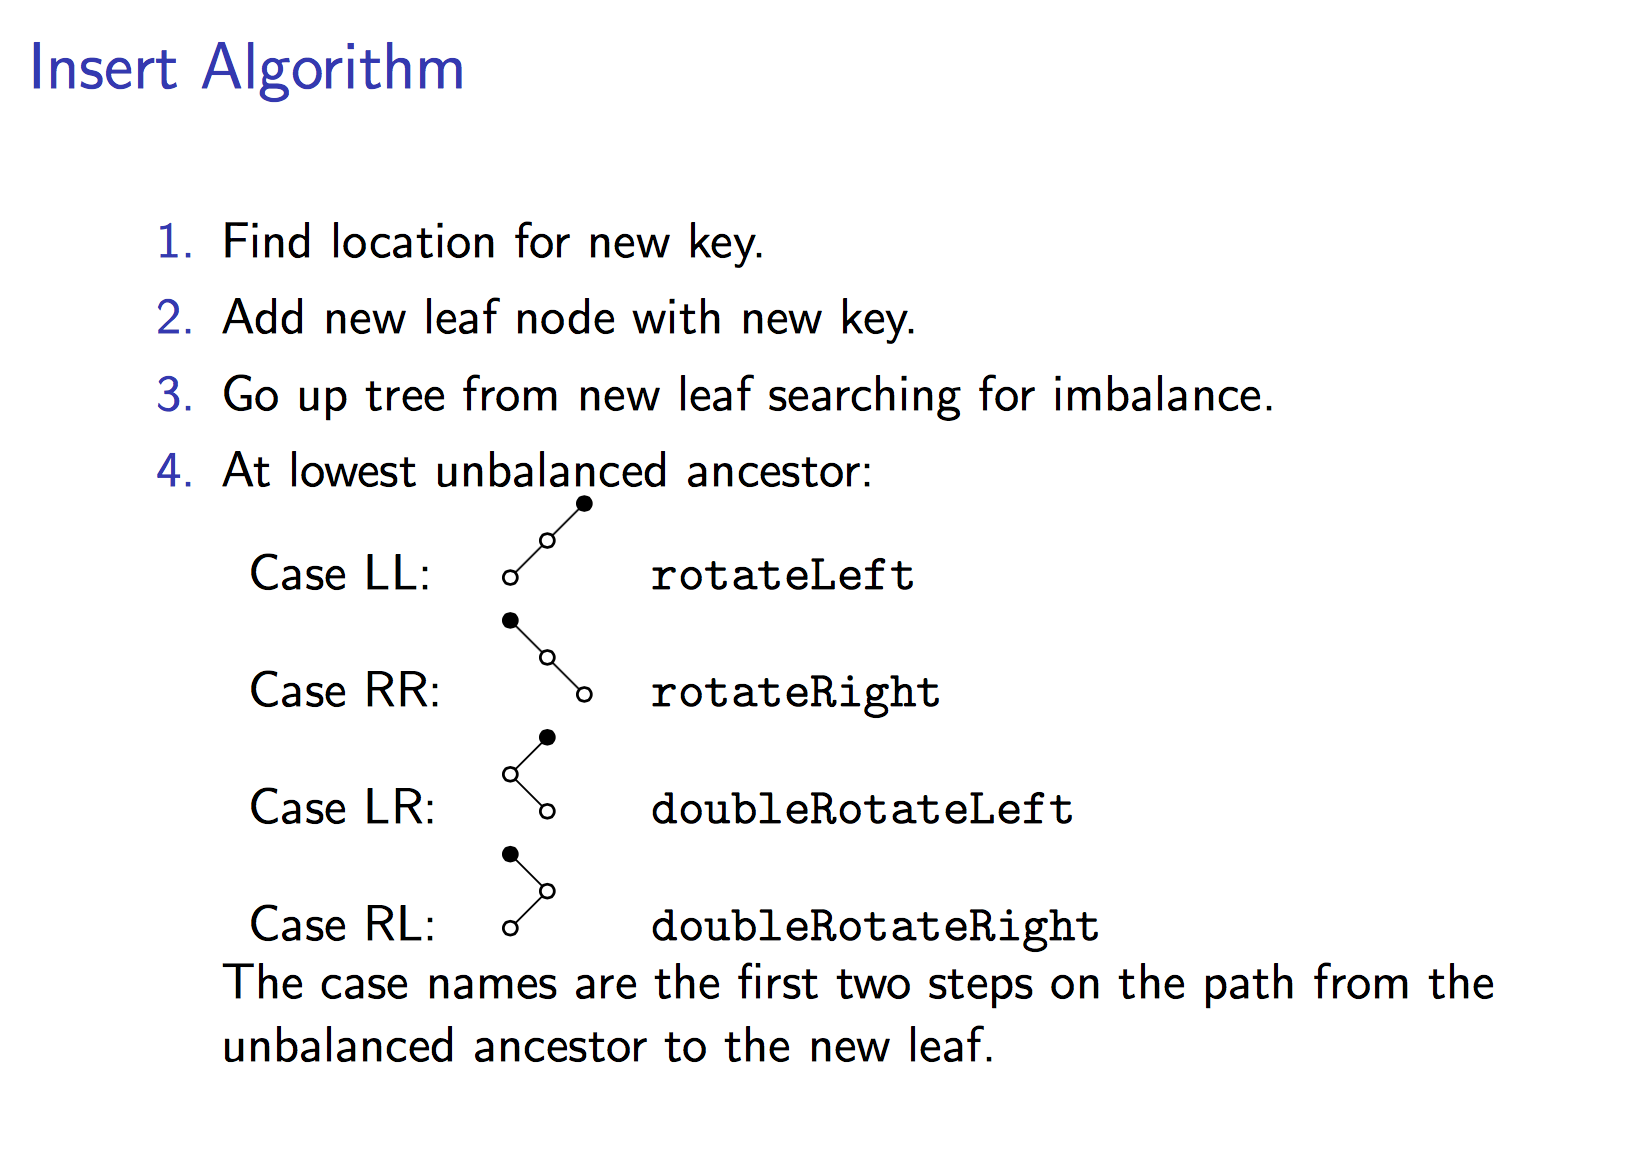 Insert Algorithm
1. Find location for new key.
2. Add new leaf node with new key.
3. Go up tree from new leaf searching for imbalance.
4. At lowest unbalanced ancestor:
Case LL: rotateLeft
Case RR: rotateRight
Case LR: doubleRotateLeft
Case RL: doubleRotateRight
The case names are the first two steps on the path from the
unbalanced ancestor to the new leaf.